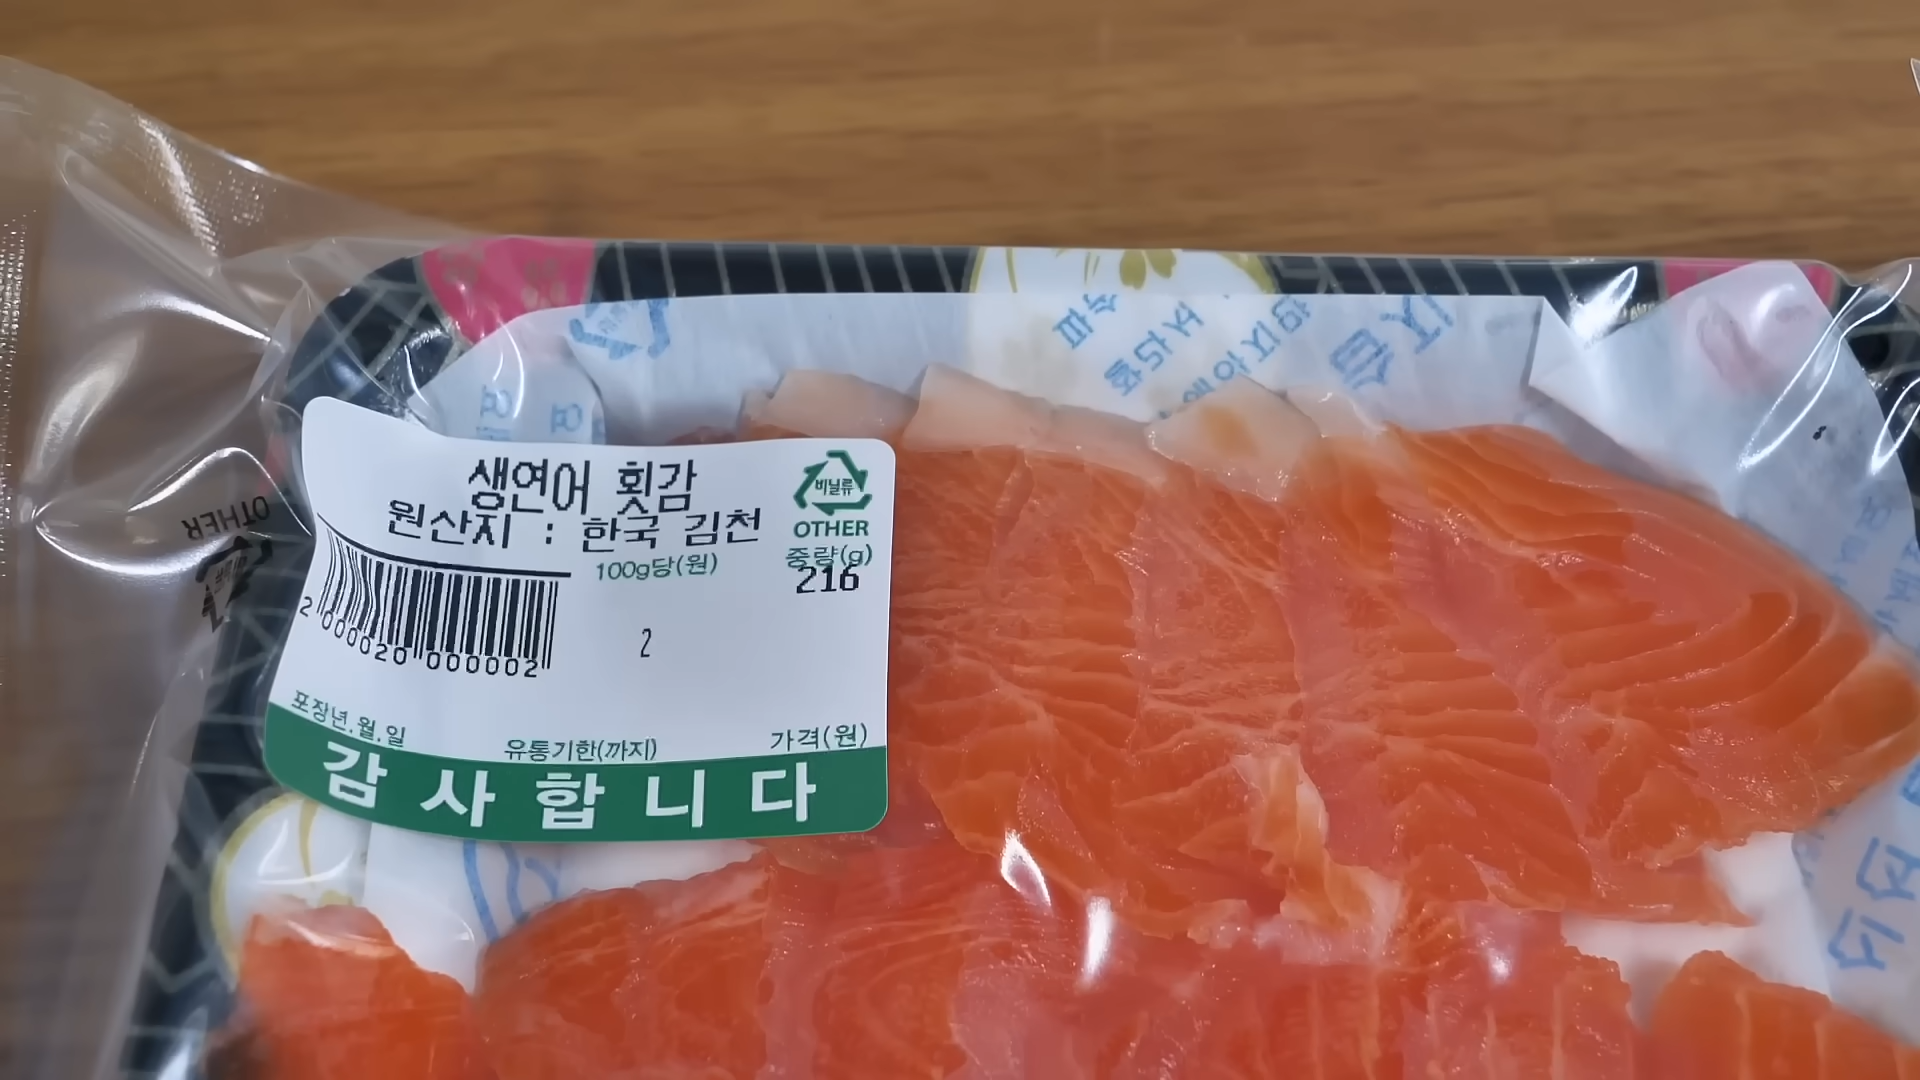 생연어 횟감
원산지 : 한국 김천
비닐류
OTHER
100g당(원)
중량(g)
216
2
2 000020 000002
포장년.월.일
유통기한(까지)
가격(원)
감사합니다
OTHER